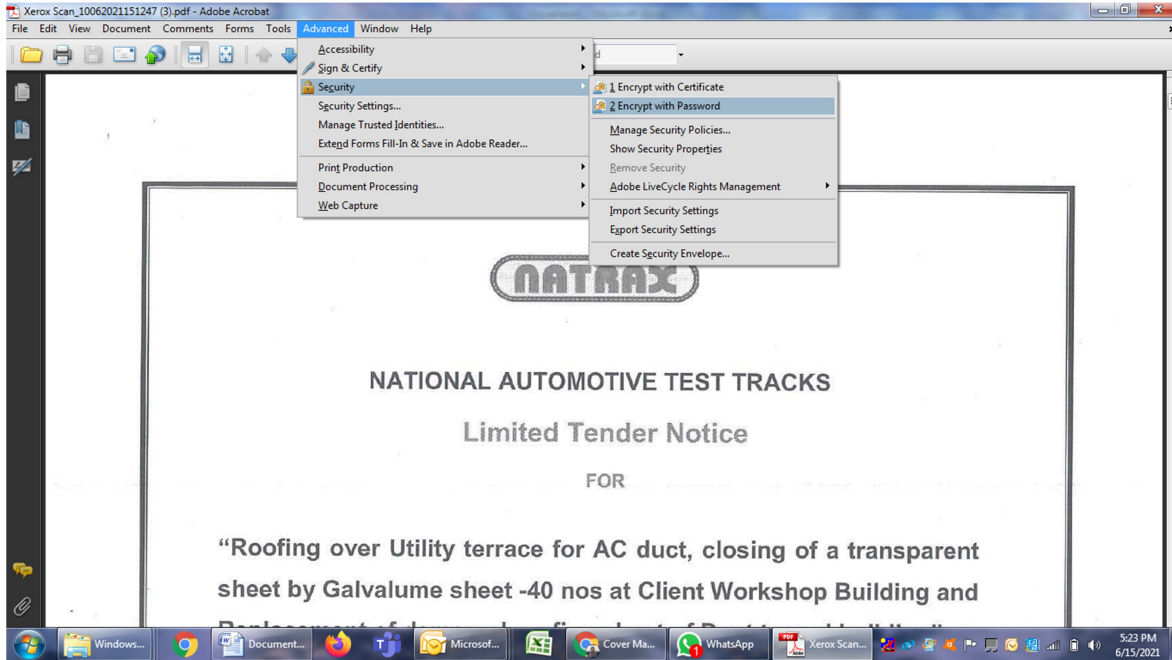 Xerox Scan_10062021151247 (3).pdf - Adobe Acrobat
File Edit View Document Comments Forms Tools Advanced Window Help
Accessibility
Sign & Certify
Security
Security Settings...
Manage Trusted Identities...
Extend Forms Fill-In & Save in Adobe Reader...
Print Production
Document Processing
Web Capture
1 Encrypt with Certificate
2 Encrypt with Password
Manage Security Policies...
Show Security Properties
Remove Security
Adobe LiveCycle Rights Management
Import Security Settings
Export Security Settings
Create Security Envelope...
NATRAX
NATIONAL AUTOMOTIVE TEST TRACKS
Limited Tender Notice
FOR
“Roofing over Utility terrace for AC duct, closing of a transparent
sheet by Galvalume sheet -40 nos at Client Workshop Building and
Windows... Document... Microsof... Cover Ma... WhatsApp Xerox Scan...
1
5:23 PM
6/15/2021